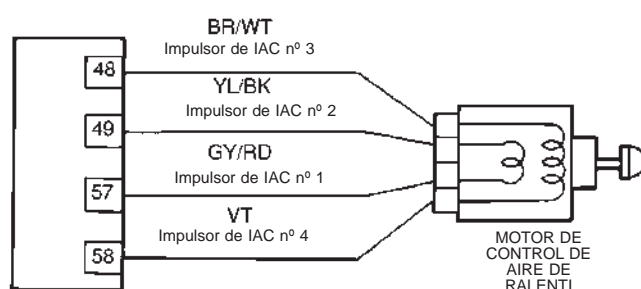 BR/WT
Impulsor de IAC nº 3
48
YL/BK
Impulsor de IAC nº 2
49
GY/RD
Impulsor de IAC nº 1
57
VT
Impulsor de IAC nº 4
58
MOTOR DE
CONTROL DE
AIRE DE
RALENTI